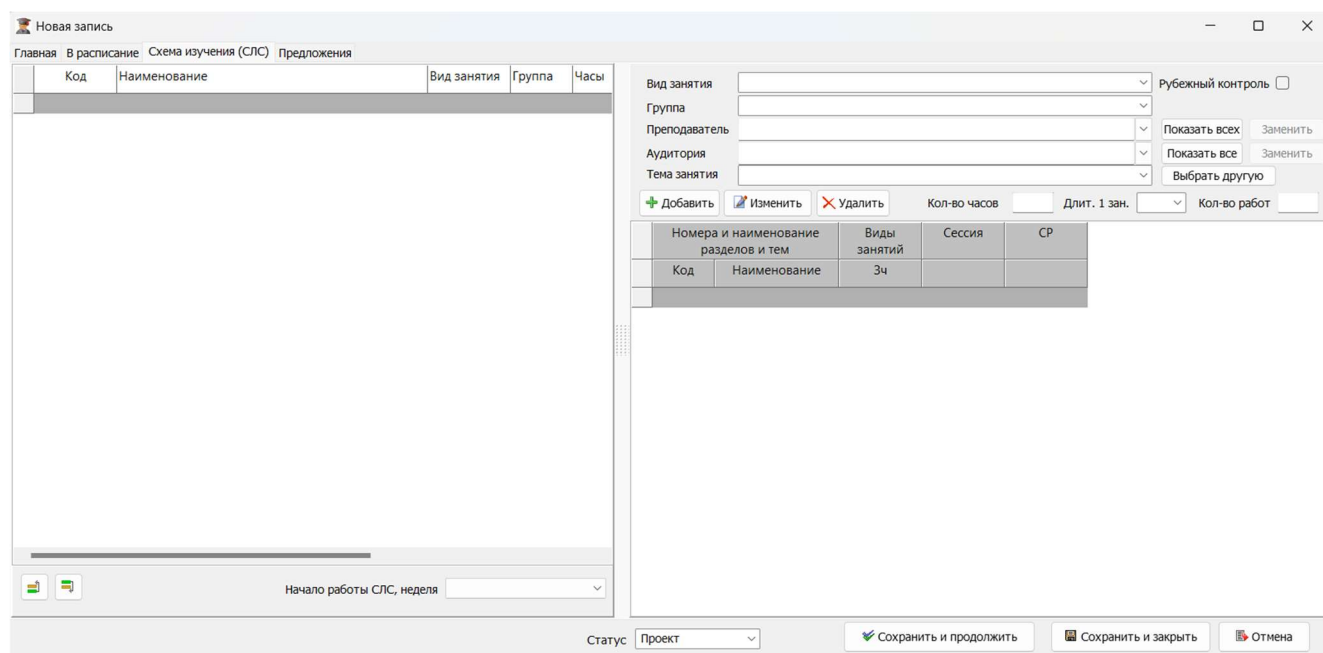 Новая запись
Главная В расписание Схема изучения (СЛС) Предложения
Код Наименование Вид занятия Группа Часы
Вид занятия Рубежный контроль
Группа
Преподаватель Показать всех Заменить
Аудитория Показать все Заменить
Тема занятия Выбрать другую
Добавить Изменить Удалить Кол-во часов Длит. 1 зан. Кол-во работ
Номера и наименование разделов и тем Виды занятий Сессия СР
Код Наименование Зч
Начало работы СЛС, неделя
Статус Проект Сохранить и продолжить Сохранить и закрыть Отмена